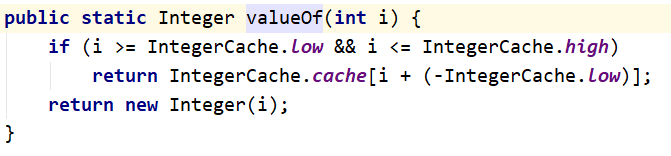 public static Integer valueOf(int i) {
    if (i >= IntegerCache.low && i <= IntegerCache.high)
        return IntegerCache.cache[i + (-IntegerCache.low)];
    return new Integer(i);
}